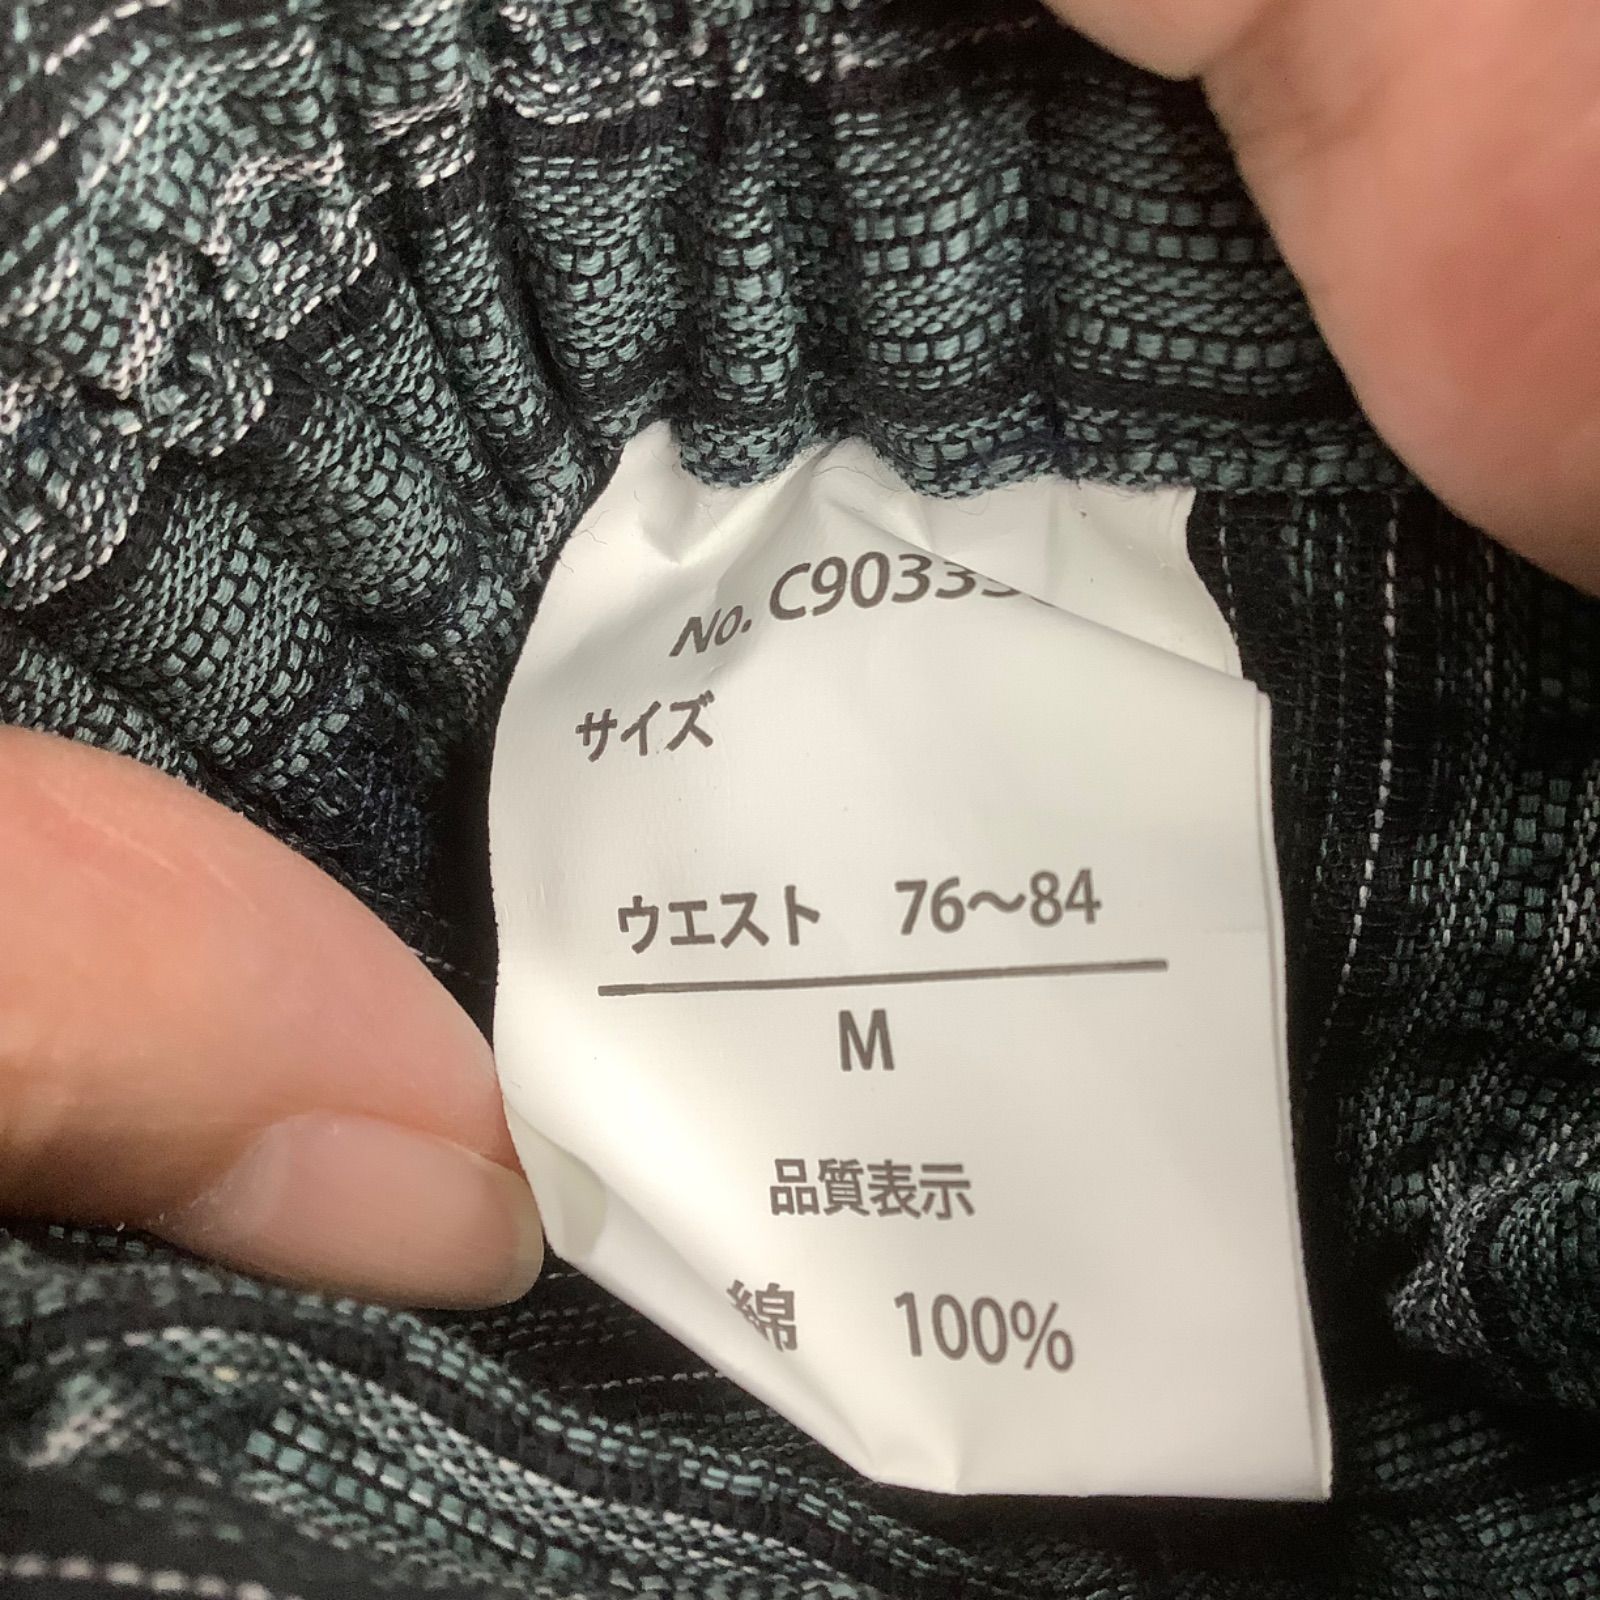 No. C90333
サイズ
ウエスト 76～84
M
品質表示
綿 100%